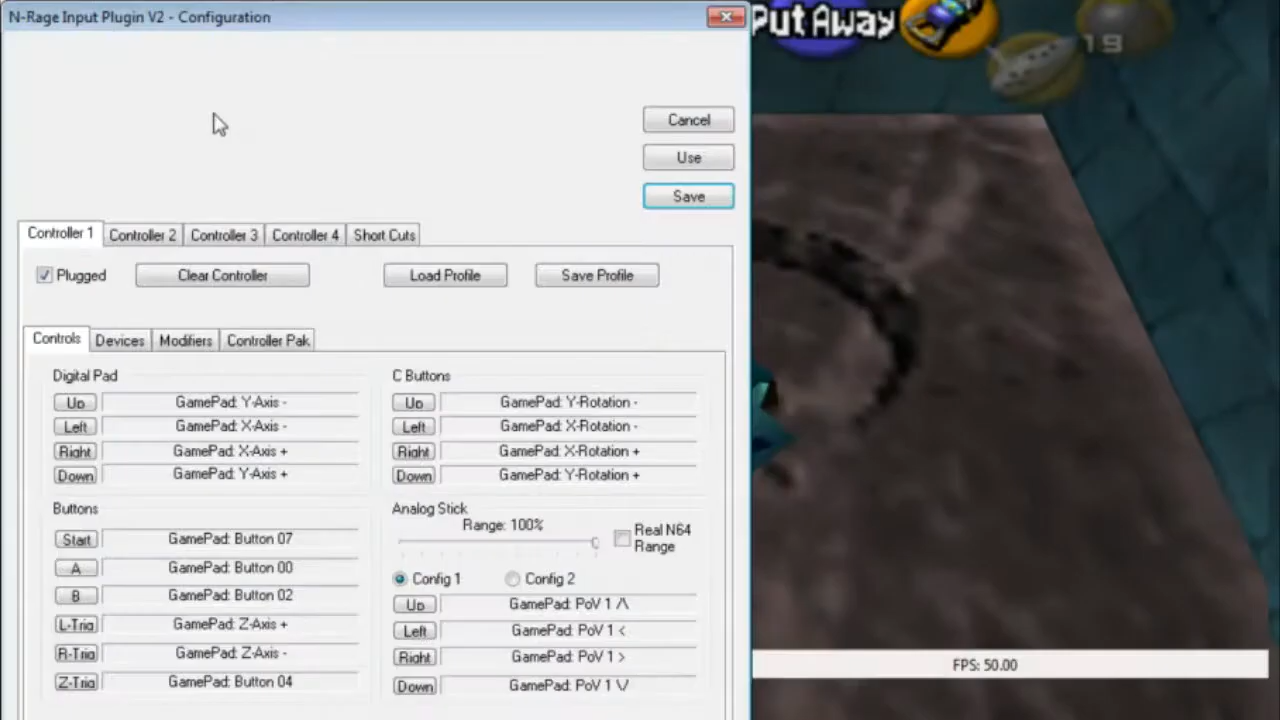 N-Rage Input Plugin V2 - Configuration
Put Away
19
Cancel
Use
Save
Controller 1 Controller 2 Controller 3 Controller 4 Short Cuts
Plugged Clear Controller Load Profile Save Profile
Controls Devices Modifiers Controller Pak
Digital Pad
Up GamePad: Y-Axis -
Left GamePad: X-Axis -
Right GamePad: X-Axis +
Down GamePad: Y-Axis +
C Buttons
Up GamePad: Y-Rotation -
Left GamePad: X-Rotation -
Right GamePad: X-Rotation +
Down GamePad: Y-Rotation +
Buttons
Start GamePad: Button 07
A GamePad: Button 00
B GamePad: Button 02
L-Trig GamePad: Z-Axis +
R-Trig GamePad: Z-Axis -
Z-Trig GamePad: Button 04
Analog Stick
Range: 100%
Real N64
Range
Config 1 Config 2
Up GamePad: PoV 1 /\
Left GamePad: PoV 1 <
Right GamePad: PoV 1 >
Down GamePad: PoV 1 \/
FPS: 50.00